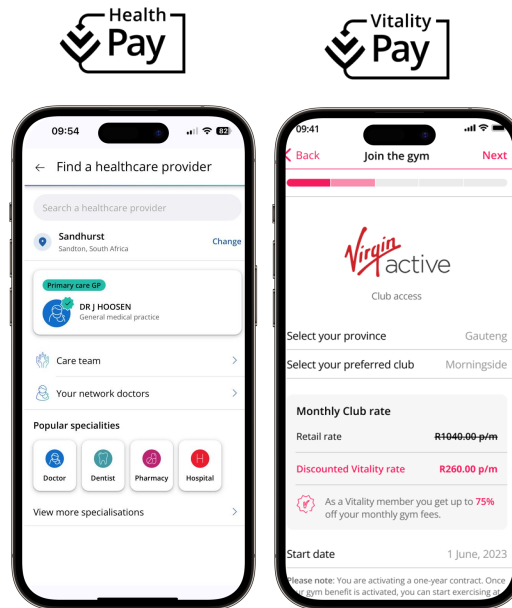 Health
Pay
Vitality
Pay
09:54
82
← Find a healthcare provider
Search a healthcare provider
Sandhurst
Sandton, South Africa
Change
Primary care GP
DR J HOOSEN
General medical practice
Care team
Your network doctors
Popular specialities
Doctor
Dentist
Pharmacy
Hospital
View more specialisations
09:41
Back
Join the gym
Next
Virgin
active
Club access
Select your province
Gauteng
Select your preferred club
Morningside
Monthly Club rate
Retail rate
R1040.00 p/m
Discounted Vitality rate
R260.00 p/m
As a Vitality member you get up to 75%
off your monthly gym fees.
Start date
1 June, 2023
Please note: You are activating a one-year contract. Once
gym benefit is activated, you can start exercising at